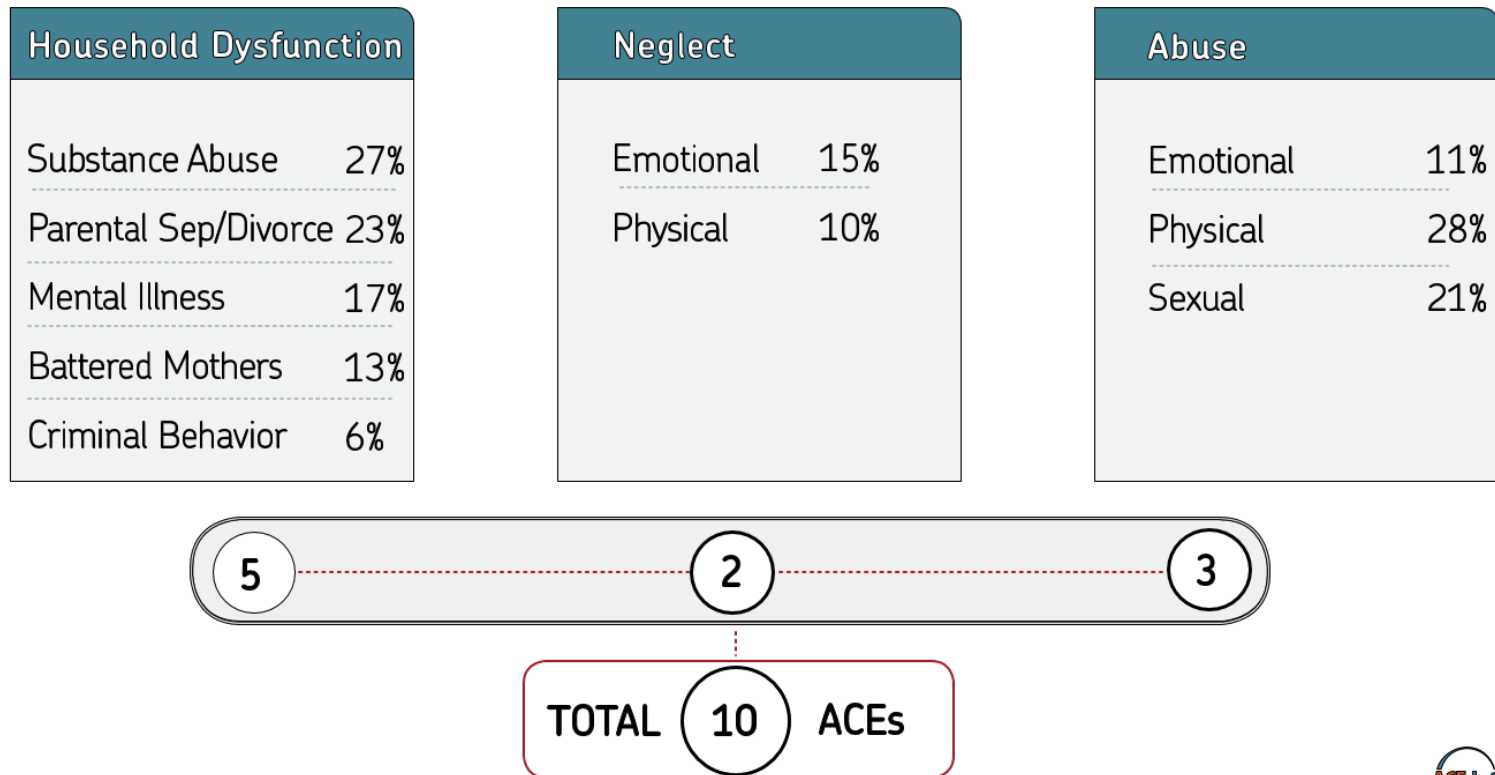 Household Dysfunction
Substance Abuse 27%
Parental Sep/Divorce 23%
Mental Illness 17%
Battered Mothers 13%
Criminal Behavior 6%
Neglect
Emotional 15%
Physical 10%
Abuse
Emotional 11%
Physical 28%
Sexual 21%
5 2 3
TOTAL 10 ACEs